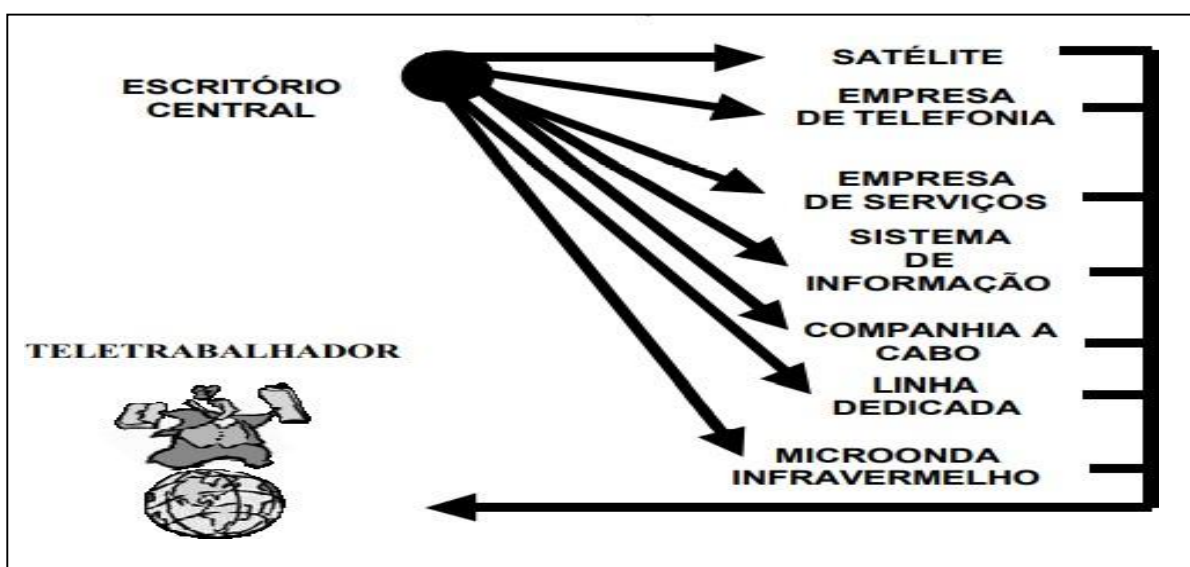 ESCRITÓRIO
CENTRAL
SATÉLITE
EMPRESA
DE TELEFONIA
EMPRESA
DE SERVIÇOS
SISTEMA
DE
INFORMAÇÃO
COMPANHIA A
CABO
LINHA
DEDICADA
MICROONDA
INFRAVERMELHO
TELETRABALHADOR